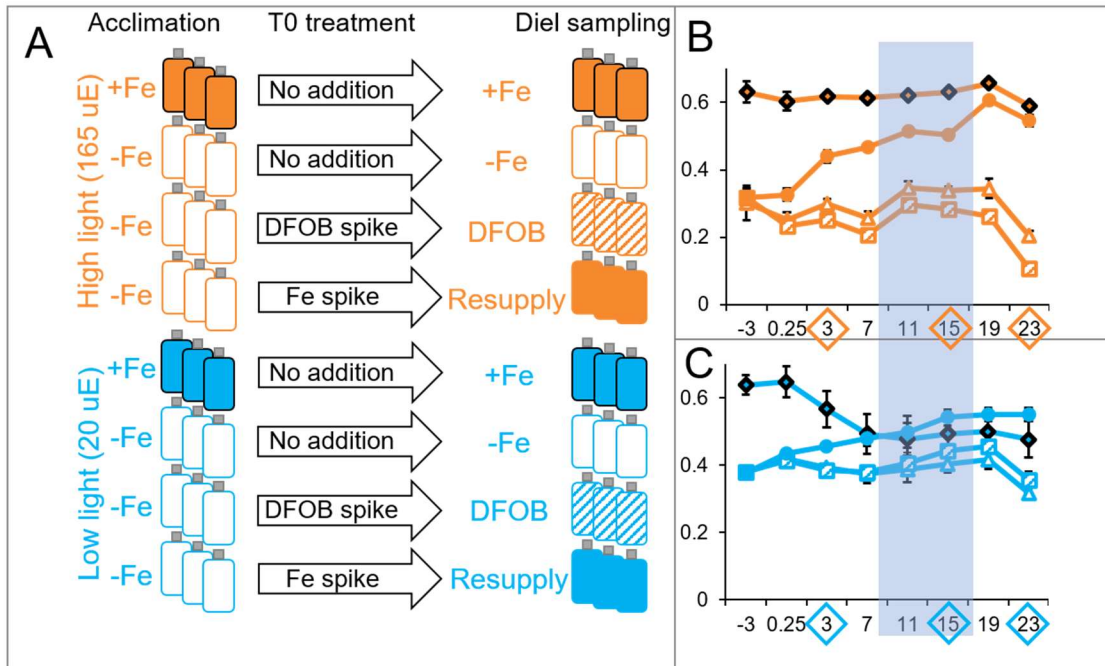 A
Acclimation
T0 treatment
Diel sampling
High light (165 uE)
+Fe
No addition
+Fe
-Fe
No addition
-Fe
-Fe
DFOB spike
DFOB
-Fe
Fe spike
Resupply
Low light (20 uE)
+Fe
No addition
+Fe
-Fe
No addition
-Fe
-Fe
DFOB spike
DFOB
-Fe
Fe spike
Resupply
B
0.6
0.4
0.2
0
-3 0.25 3 7 11 15 19 23
C
0.6
0.4
0.2
0
-3 0.25 3 7 11 15 19 23